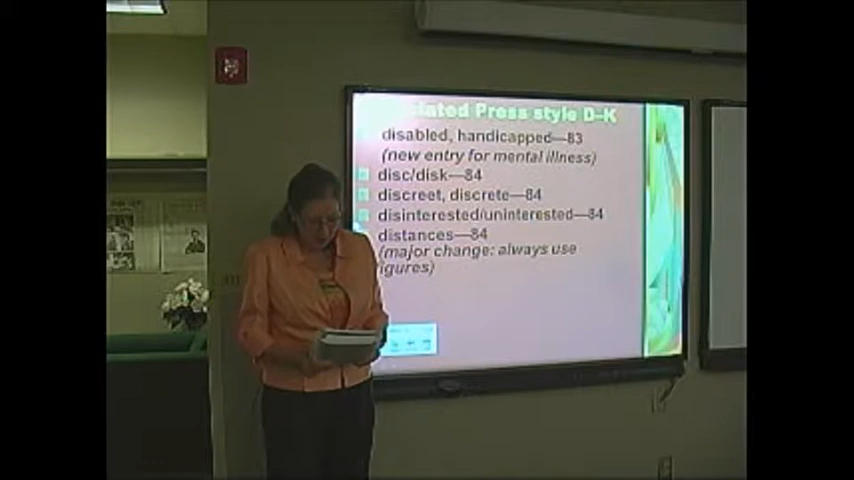 Press style D-K
disabled, handicapped—83
(new entry for mental illness)
disc/disk—84
discreet, discrete—84
disinterested/uninterested—84
distances—84
(major change: always use
igures)